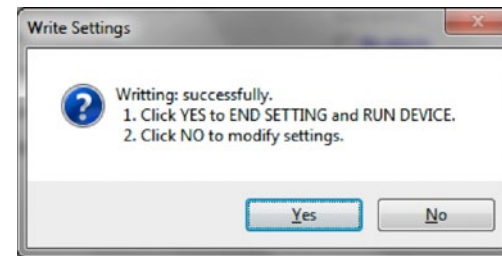 Write Settings
Writting: successfully.
1. Click YES to END SETTING and RUN DEVICE.
2. Click NO to modify settings.
Yes
No